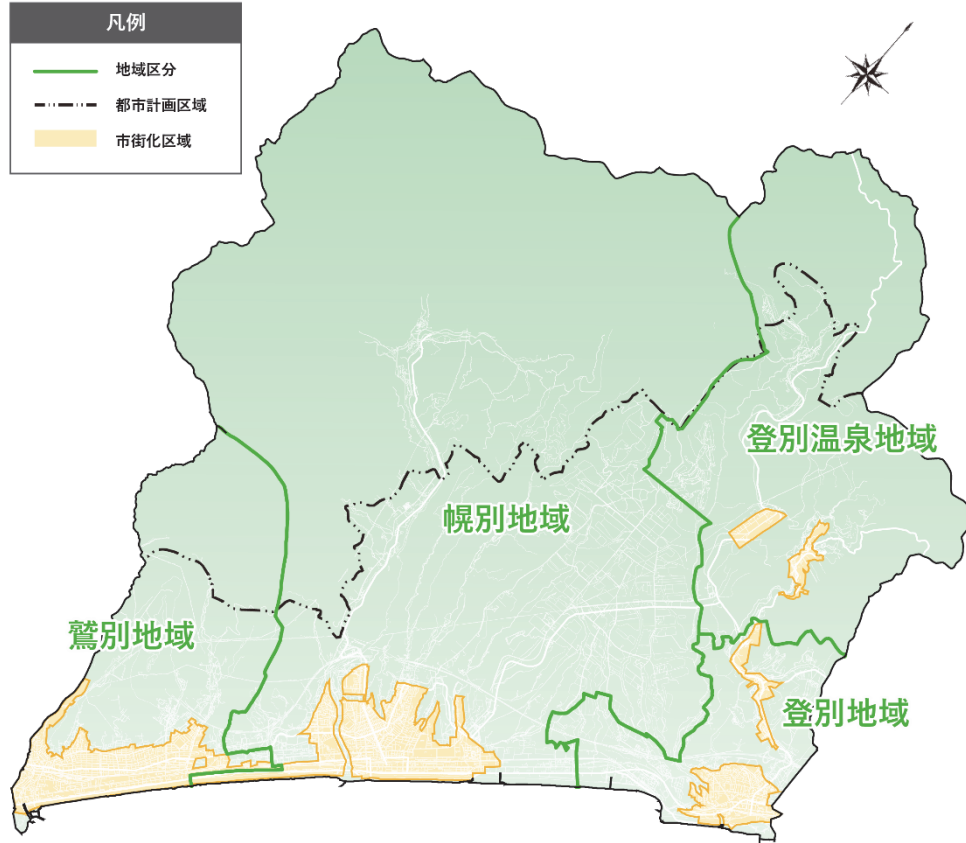 凡例
地域区分
都市計画区域
市街化区域
登別温泉地域
幌別地域
鷲別地域
登別地域